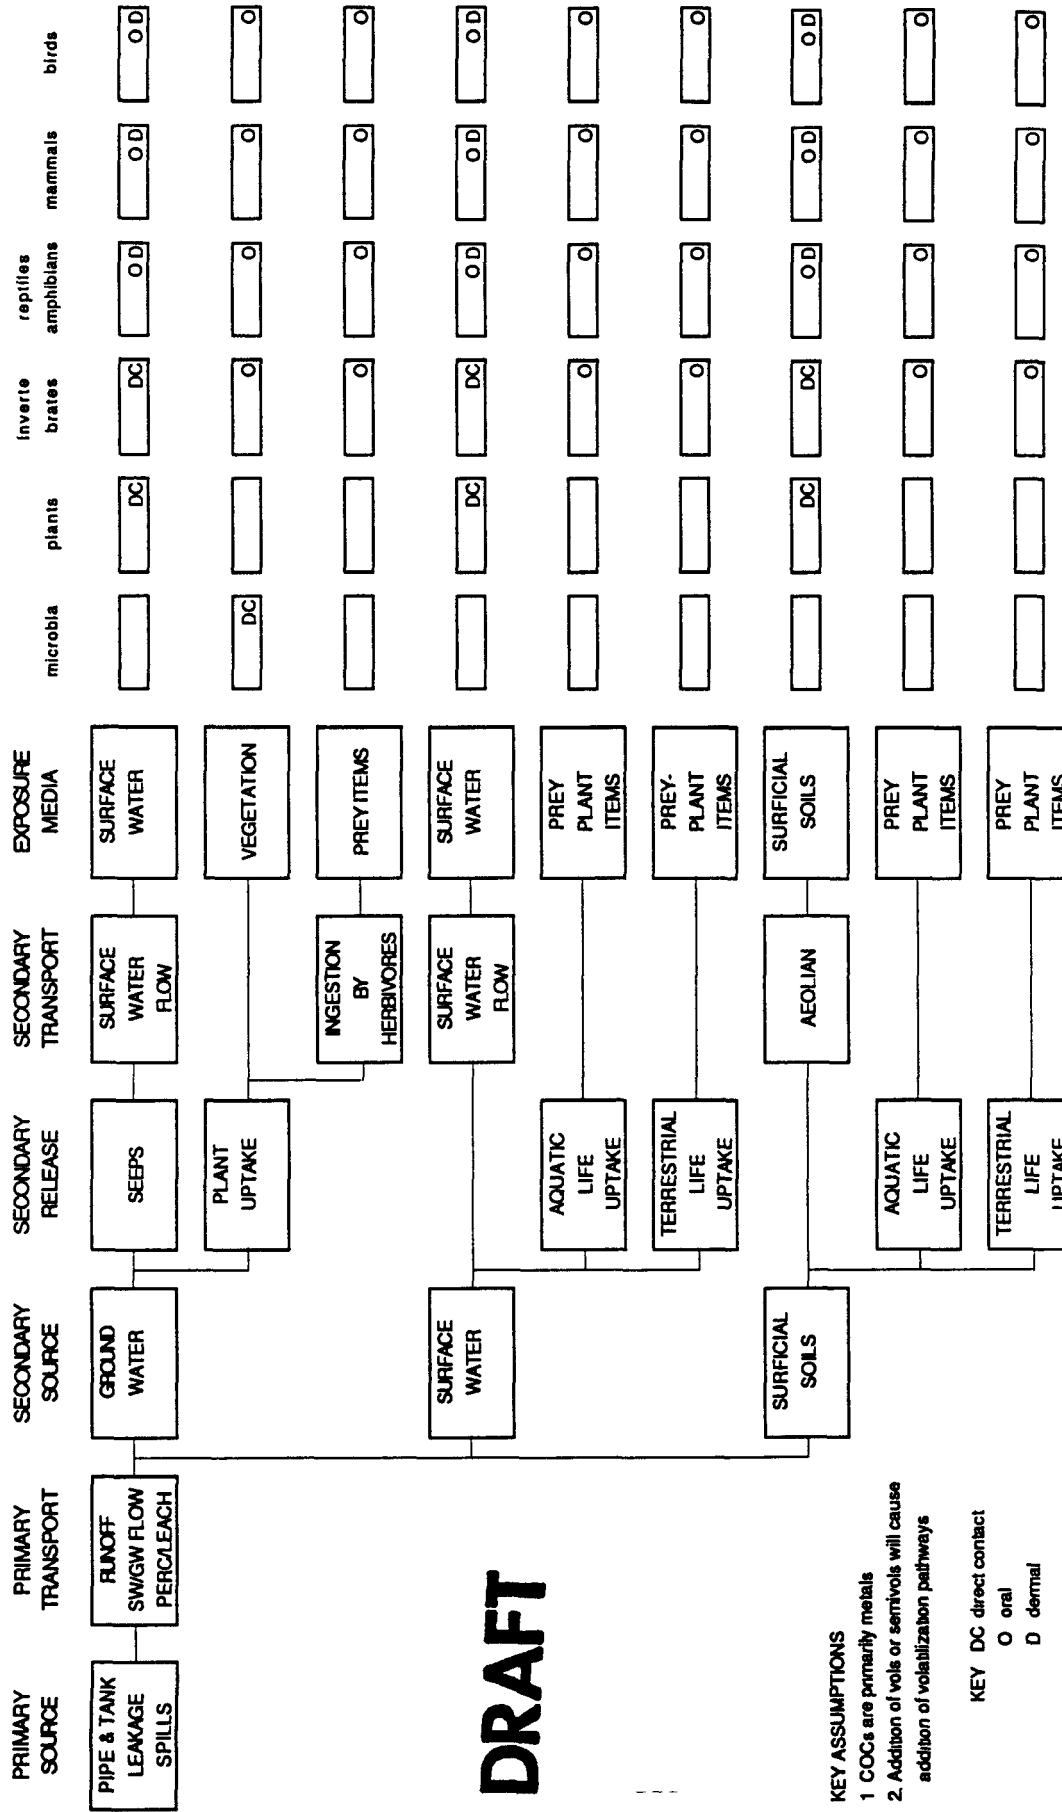 PRIMARY
SOURCE
PRIMARY
TRANSPORT
SECONDARY
SOURCE
SECONDARY
RELEASE
SECONDARY
TRANSPORT
EXPOSURE
MEDIA
microbia
plants
inverte
brates
reptiles
amphibians
mammals
birds
PIPE & TANK
LEAKAGE
SPILLS
RUNOFF
SW/GW FLOW
PERC/LEACH
GROUND
WATER
SEEPS
SURFACE
WATER
FLOW
SURFACE
WATER
DC
DC
O D
O D
O D
PLANT
UPTAKE
VEGETATION
DC
O
O
O
O
INGESTION
BY
HERBIVORES
PREY ITEMS
O
O
O
O
SURFACE
WATER
SURFACE
WATER
FLOW
SURFACE
WATER
DC
DC
O D
O D
O D
AQUATIC
LIFE
UPTAKE
PREY
PLANT
ITEMS
O
O
O
O
TERRESTRIAL
LIFE
UPTAKE
PREY-
PLANT
ITEMS
O
O
O
O
SURFICIAL
SOILS
AEOLIAN
SURFICIAL
SOILS
DC
DC
O D
O D
O D
AQUATIC
LIFE
UPTAKE
PREY
PLANT
ITEMS
O
O
O
O
TERRESTRIAL
LIFE
UPTAKE
PREY
PLANT
ITEMS
O
O
O
O
DRAFT
KEY ASSUMPTIONS
1 COCs are primarily metals
2. Addition of vols or semivols will cause
addition of volatilization pathways
KEY DC direct contact
O oral
D dermal